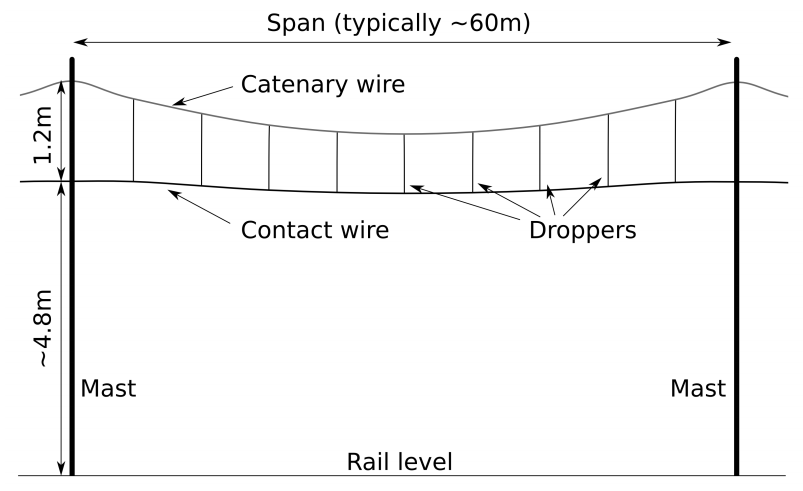 Span (typically ~60m)
Catenary wire
1.2m
Contact wire
Droppers
~4.8m
Mast
Mast
Rail level